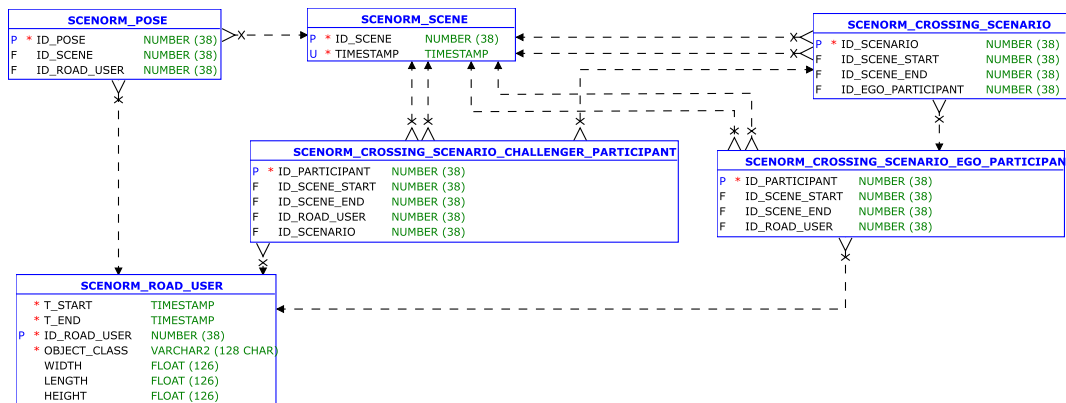 SCENORM_POSE
P * ID_POSE NUMBER (38)
F ID_SCENE NUMBER (38)
F ID_ROAD_USER NUMBER (38)
SCENORM_SCENE
P * ID_SCENE NUMBER (38)
U * TIMESTAMP TIMESTAMP
SCENORM_CROSSING_SCENARIO
P * ID_SCENARIO NUMBER (38)
F ID_SCENE_START NUMBER (38)
F ID_SCENE_END NUMBER (38)
F ID_EGO_PARTICIPANT NUMBER (38)
SCENORM_CROSSING_SCENARIO_CHALLENGER_PARTICIPANT
P * ID_PARTICIPANT NUMBER (38)
F ID_SCENE_START NUMBER (38)
F ID_SCENE_END NUMBER (38)
F ID_ROAD_USER NUMBER (38)
F ID_SCENARIO NUMBER (38)
SCENORM_CROSSING_SCENARIO_EGO_PARTICIPAN
P * ID_PARTICIPANT NUMBER (38)
F ID_SCENE_START NUMBER (38)
F ID_SCENE_END NUMBER (38)
F ID_ROAD_USER NUMBER (38)
SCENORM_ROAD_USER
* T_START TIMESTAMP
* T_END TIMESTAMP
P * ID_ROAD_USER NUMBER (38)
* OBJECT_CLASS VARCHAR2 (128 CHAR)
WIDTH FLOAT (126)
LENGTH FLOAT (126)
HEIGHT FLOAT (126)